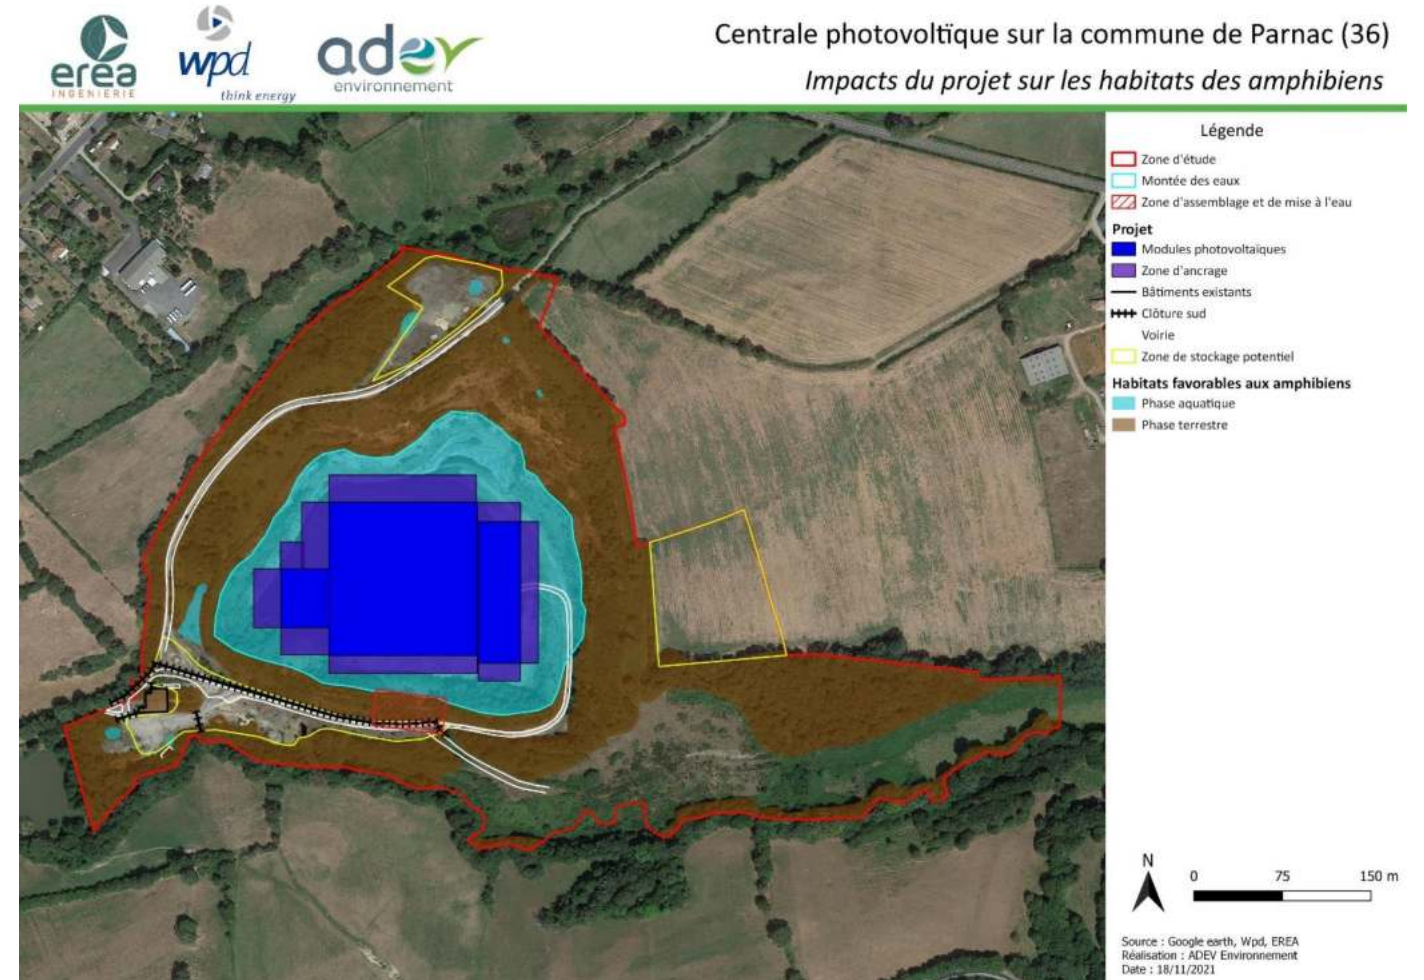 erea
INGENIERIE
wpd
think energy
adev
environnement
Centrale photovoltïque sur la commune de Parnac (36)
Impacts du projet sur les habitats des amphibiens
Légende
Zone d'étude
Montée des eaux
Zone d'assemblage et de mise à l'eau
Projet
Modules photovoltaïques
Zone d'ancrage
Bâtiments existants
Clôture sud
Voirie
Zone de stockage potentiel
Habitats favorables aux amphibiens
Phase aquatique
Phase terrestre
N
0 75 150 m
Source : Google earth, Wpd, EREA
Réalisation : ADEV Environnement
Date : 18/11/2021